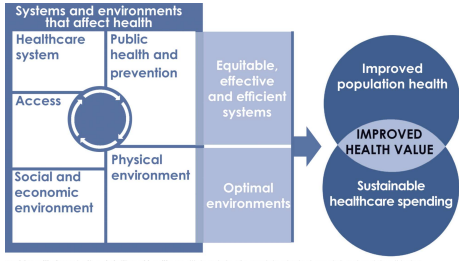 Systems and environments
that affect health
Healthcare
system
Public
health and
prevention
Access
Physical
environment
Social and
economic
environment
Equitable,
effective
and efficient
systems
Optimal
environments
Improved
population health
IMPROVED
HEALTH VALUE
Sustainable
healthcare spending